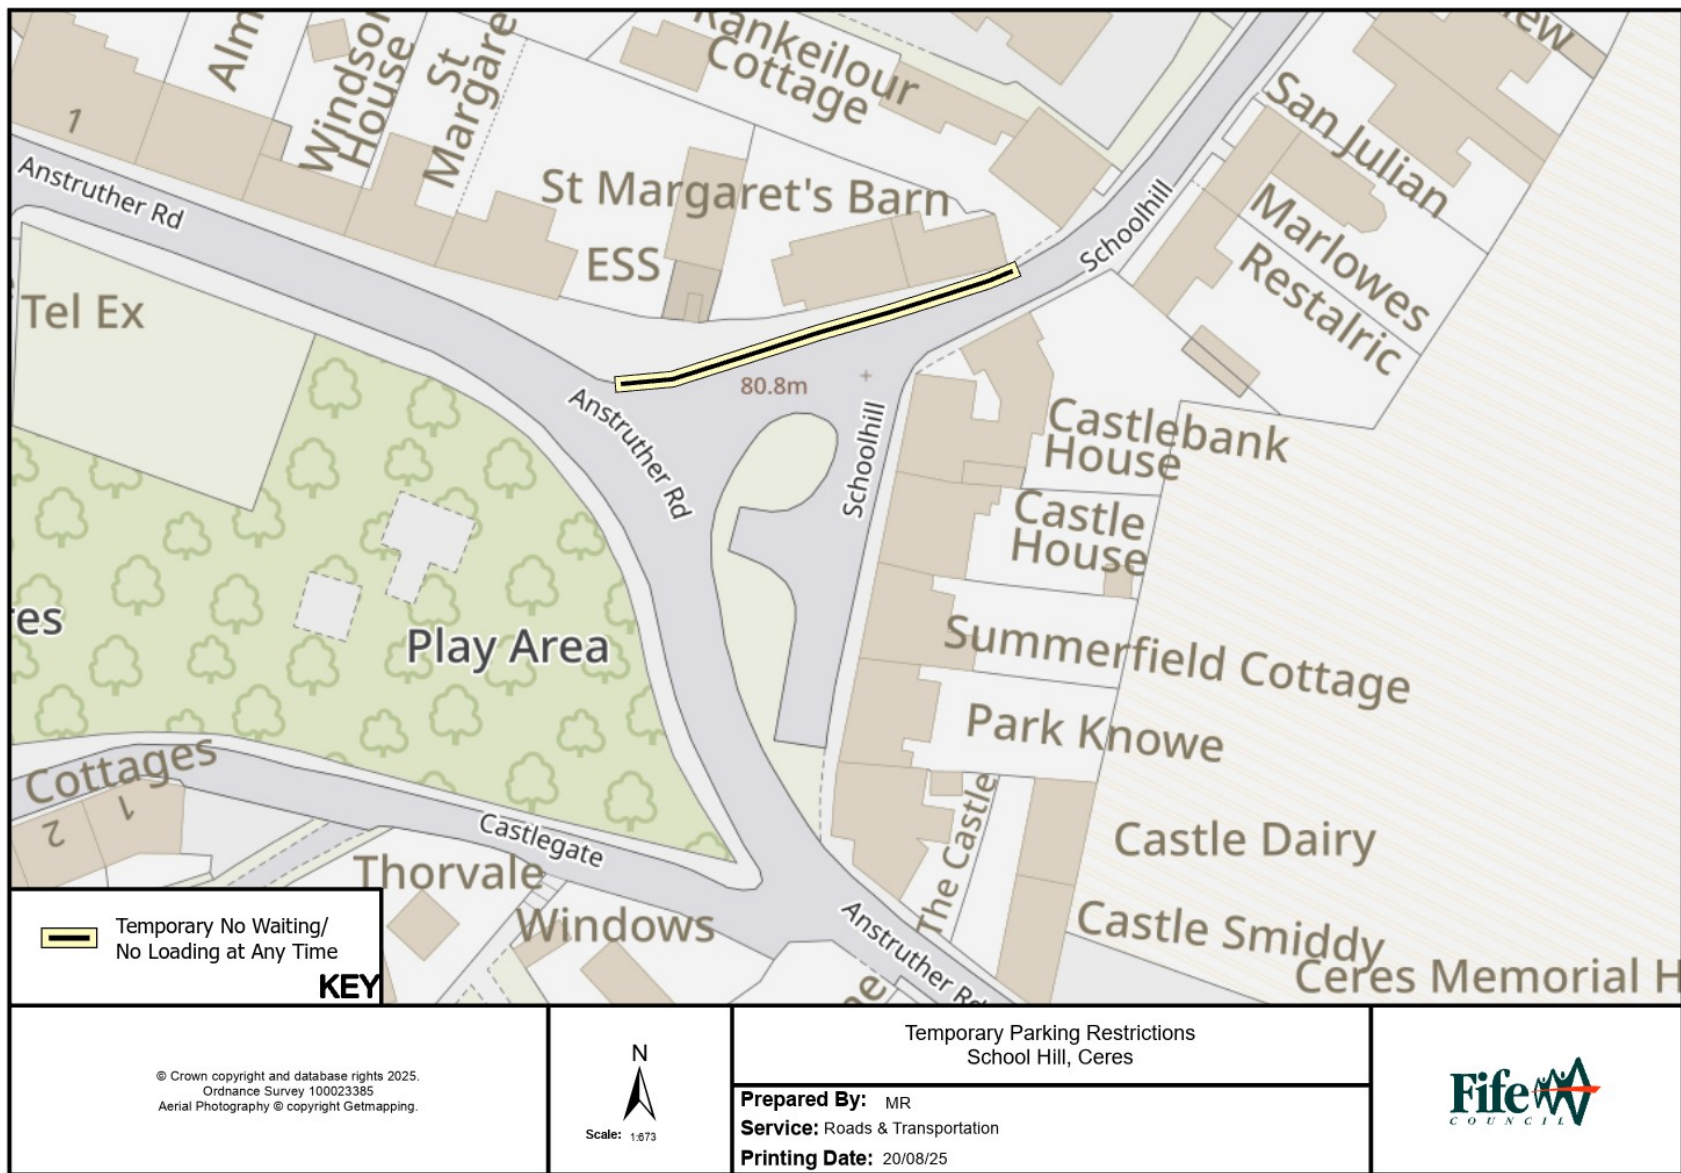 Alm
Windsor
House
St
Margare
Rankeilour
Cottage
iew
1
Anstruther Rd
St Margaret's Barn
San Julian
Marlowes
Schoolhill
ESS
Restalric
Tel Ex
80.8m
Anstruther Rd
Schoolhill
Castlebank
House
Castle
House
res
Play Area
Summerfield Cottage
Park Knowe
Cottages
1
2
Castlegate
The Castle
Castle Dairy
Thorvale
Windows
Anstruther Rd
Castle Smiddy
Ceres Memorial H
ne
Temporary No Waiting/
No Loading at Any Time
KEY
© Crown copyright and database rights 2025.
Ordnance Survey 100023385
Aerial Photography © copyright Getmapping.
N
Scale: 1:673
Temporary Parking Restrictions
School Hill, Ceres
Prepared By: MR
Service: Roads & Transportation
Printing Date: 20/08/25
Fife
COUNCIL